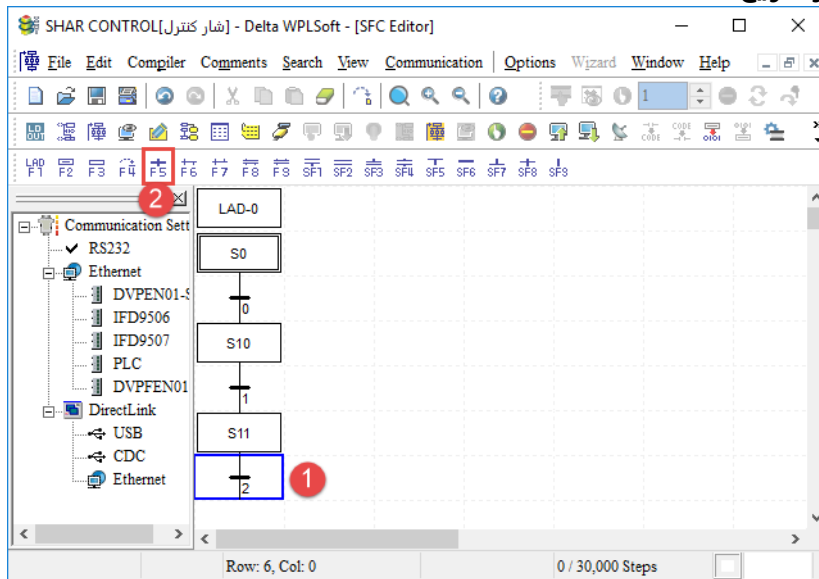 SHAR CONTROL[شار کنترل] - Delta WPLSoft - [SFC Editor]
File Edit Compiler Comments Search View Communication Options Wizard Window Help
1
LAD F1 F2 F3 F4 F5 F6 F7 F8 F9 SF1 SF2 SF3 SF4 SF5 SF6 SF7 SF8 SF9
2
Communication Sett
RS232
Ethernet
DVPEN01-S
IFD9506
IFD9507
PLC
DVPFEN01
DirectLink
USB
CDC
Ethernet
LAD-0
S0
0
S10
1
S11
2
1
Row: 6, Col: 0
0 / 30,000 Steps